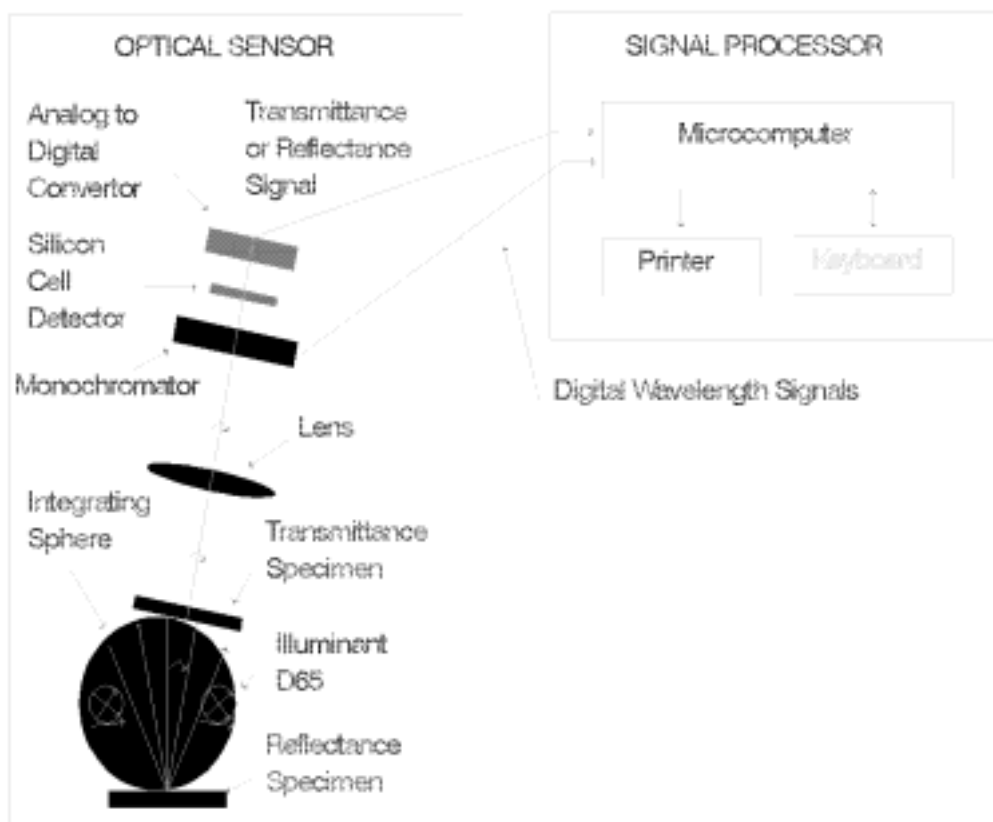 OPTICAL SENSOR
Analog to
Digital
Convertor
Transmittance
or Reflectance
Signal
Silicon
Cell
Detector
Monochromator
Lens
Integrating
Sphere
Transmittance
Specimen
Illuminant
D65
Reflectance
Specimen
SIGNAL PROCESSOR
Microcomputer
Printer
Keyboard
Digital Wavelength Signals